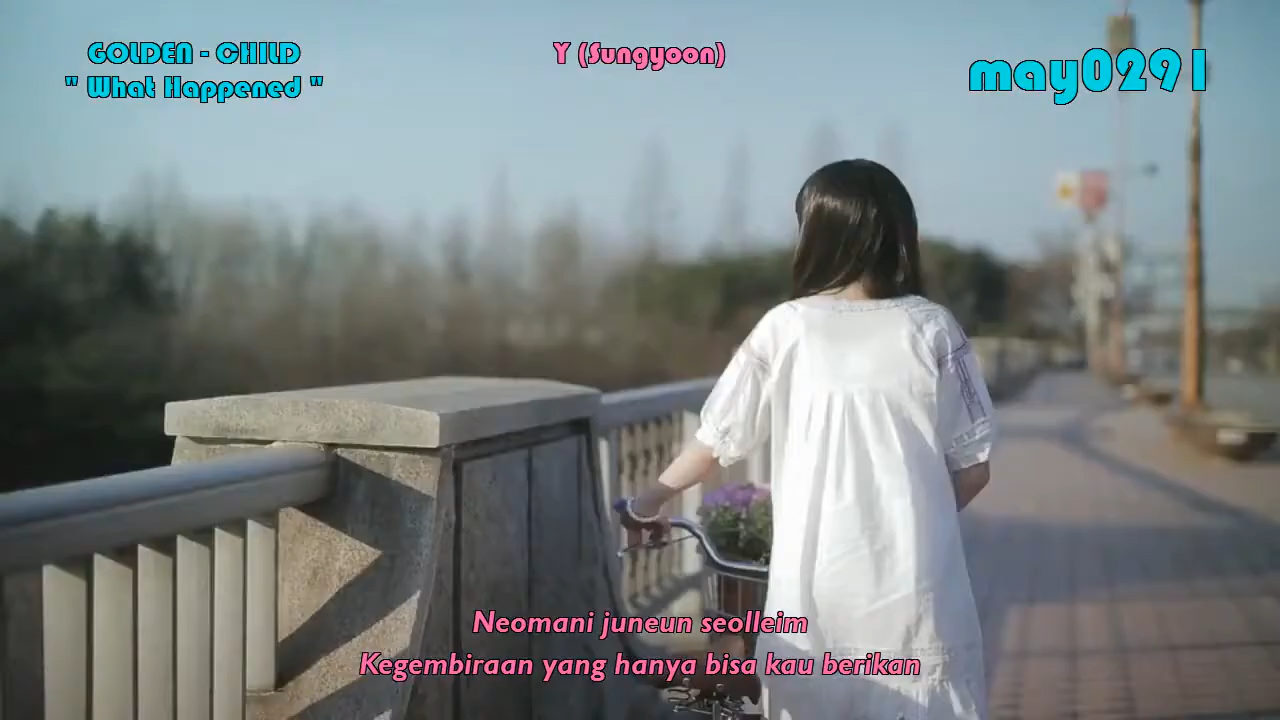 GOLDEN - CHILD
" What Happened "
Y (Sungyoon)
may0291
Neomani juneun seolleim
Kegembiraan yang hanya bisa kau berikan